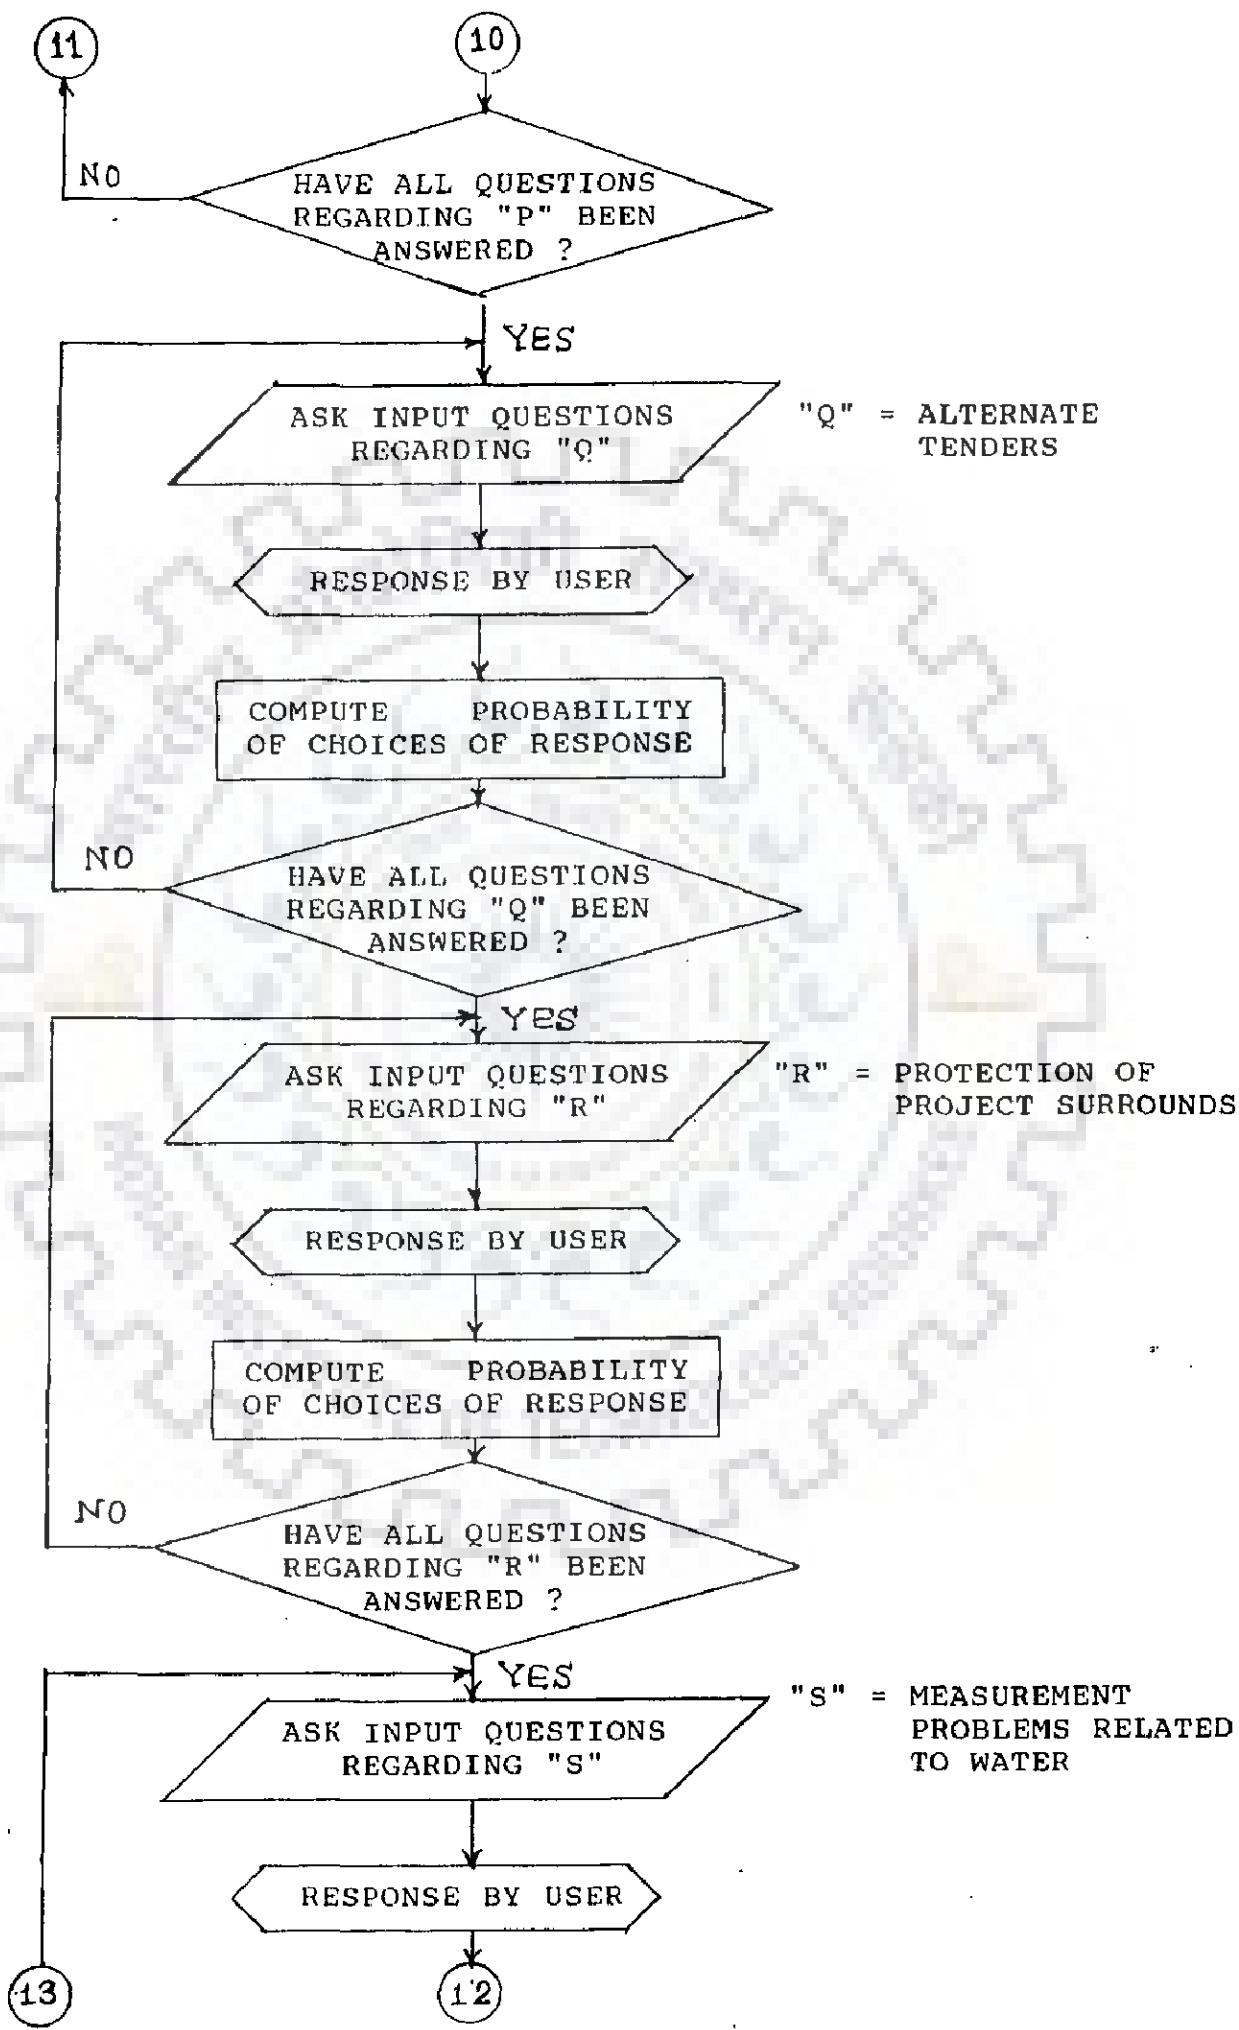 11
10
NO
HAVE ALL QUESTIONS
REGARDING "P" BEEN
ANSWERED ?
YES
ASK INPUT QUESTIONS
REGARDING "Q"
"Q" = ALTERNATE
TENDERS
RESPONSE BY USER
COMPUTE PROBABILITY
OF CHOICES OF RESPONSE
NO
HAVE ALL QUESTIONS
REGARDING "Q" BEEN
ANSWERED ?
YES
ASK INPUT QUESTIONS
REGARDING "R"
"R" = PROTECTION OF
PROJECT SURROUNDS
RESPONSE BY USER
COMPUTE PROBABILITY
OF CHOICES OF RESPONSE
NO
HAVE ALL QUESTIONS
REGARDING "R" BEEN
ANSWERED ?
YES
ASK INPUT QUESTIONS
REGARDING "S"
"S" = MEASUREMENT
PROBLEMS RELATED
TO WATER
RESPONSE BY USER
13
12